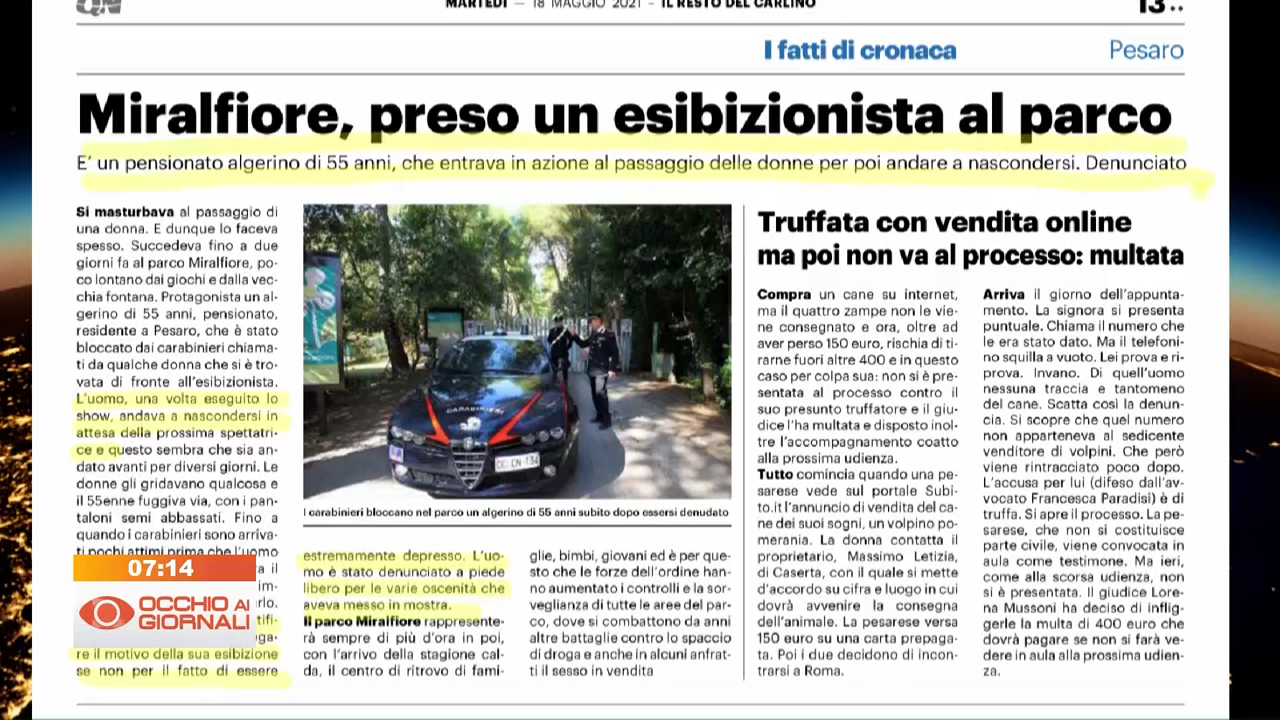 MARTEDÌ — 18 MAGGIO 2021 – IL RESTO DEL CARLINO
13 ••
I fatti di cronaca
Pesaro
Miralfiore, preso un esibizionista al parco
E’ un pensionato algerino di 55 anni, che entrava in azione al passaggio delle donne per poi andare a nascondersi. Denunciato
Si masturbava al passaggio di
una donna. E dunque lo faceva
spesso. Succedeva fino a due
giorni fa al parco Miralfiore, po-
co lontano dai giochi e dalla vec-
chia fontana. Protagonista un al-
gerino di 55 anni, pensionato,
residente a Pesaro, che è stato
bloccato dai carabinieri chiama-
ti da qualche donna che si è tro-
vata di fronte all'esibizionista.
L'uomo, una volta eseguito lo
show, andava a nascondersi in
attesa della prossima spettatri-
ce e questo sembra che sia an-
dato avanti per diversi giorni. Le
donne gli gridavano qualcosa e
il 55enne fuggiva via, con i pan-
taloni semi abbassati. Fino a
quando i carabinieri sono arriva-
ti pochi attimi prima che l'uomo
re il motivo della sua esibizione
se non per il fatto di essere
CARABINIERI
CC CN-134
I carabinieri bloccano nel parco un algerino di 55 anni subito dopo essersi denudato
estremamente depresso. L'uo-
mo è stato denunciato a piede
libero per le varie oscenità che
aveva messo in mostra.
Il parco Miralfiore rappresente-
rà sempre di più d'ora in poi,
con l'arrivo della stagione cal-
da, il centro di ritrovo di fami-
glie, bimbi, giovani ed è per que-
sto che le forze dell'ordine han-
no aumentato i controlli e la sor-
veglianza di tutte le aree del par-
co, dove si combattono da anni
altre battaglie contro lo spaccio
di droga e anche in alcuni anfrat-
ti il sesso in vendita
Truffata con vendita online
ma poi non va al processo: multata
Compra un cane su internet,
ma il quattro zampe non le vie-
ne consegnato e ora, oltre ad
aver perso 150 euro, rischia di ti-
rarne fuori altre 400 e in questo
caso per colpa sua: non si è pre-
sentata al processo contro il
suo presunto truffatore e il giu-
dice l'ha multata e disposto inol-
tre l'accompagnamento coatto
alla prossima udienza.
Tutto comincia quando una pe-
sarese vede sul portale Subi-
to.it l'annuncio di vendita del ca-
ne dei suoi sogni, un volpino po-
merania. La donna contatta il
proprietario, Massimo Letizia,
di Caserta, con il quale si mette
d'accordo su cifra e luogo in cui
dovrà avvenire la consegna
dell'animale. La pesarese versa
150 euro su una carta prepaga-
ta. Poi i due decidono di incon-
trarsi a Roma.
Arriva il giorno dell'appunta-
mento. La signora si presenta
puntuale. Chiama il numero che
le era stato dato. Ma il telefoni-
no squilla a vuoto. Lei prova e ri-
prova. Invano. Di quell'uomo
nessuna traccia e tantomeno
del cane. Scatta così la denun-
cia. Si scopre che quel numero
non apparteneva al sedicente
venditore di volpini. Che però
viene rintracciato poco dopo.
L'accusa per lui (difeso dall'av-
vocato Francesca Paradisi) è di
truffa. Si apre il processo. La pe-
sarese, che non si costituisce
parte civile, viene convocata in
aula come testimone. Ma ieri,
come alla scorsa udienza, non
si è presentata. Il giudice Lore-
na Mussoni ha deciso di inflig-
gerle la multa di 400 euro che
dovrà pagare se non si farà ve-
dere in aula alla prossima udien-
za.
07:14
OCCHIO AI
GIORNALI